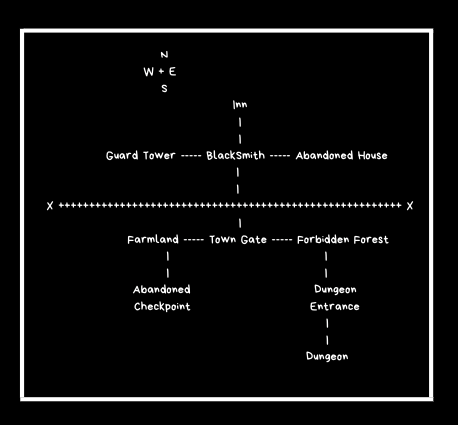 N
W + E
S
Inn
|
|
Guard Tower ----- BlackSmith ----- Abandoned House
|
|
X ++++++++++++++++++++++++++++++++++++++++++++++++++++++++ X
|
Farmland ----- Town Gate ----- Forbidden Forest
| |
| |
Abandoned Dungeon
Checkpoint Entrance
|
|
Dungeon